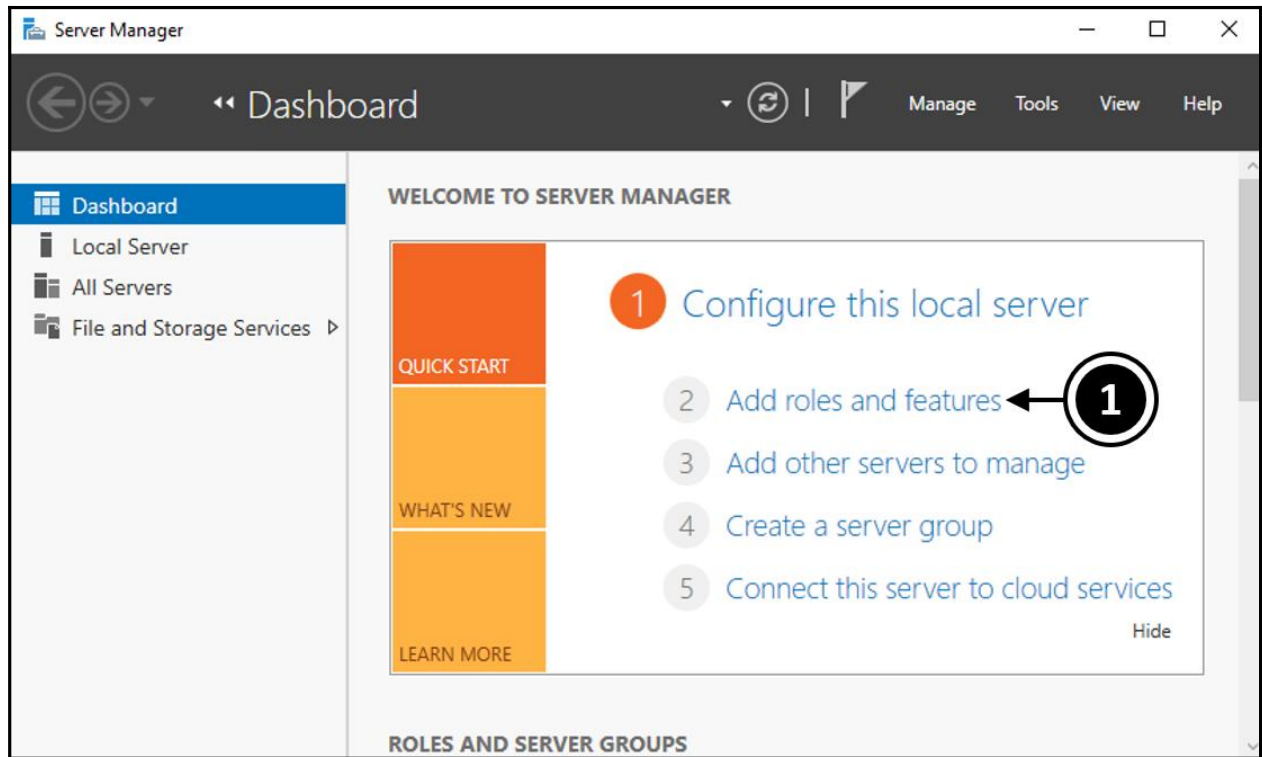 Server Manager
Dashboard
Manage Tools View Help
Dashboard
Local Server
All Servers
File and Storage Services
WELCOME TO SERVER MANAGER
QUICK START
WHAT'S NEW
LEARN MORE
1 Configure this local server
2 Add roles and features
1
3 Add other servers to manage
4 Create a server group
5 Connect this server to cloud services
Hide
ROLES AND SERVER GROUPS